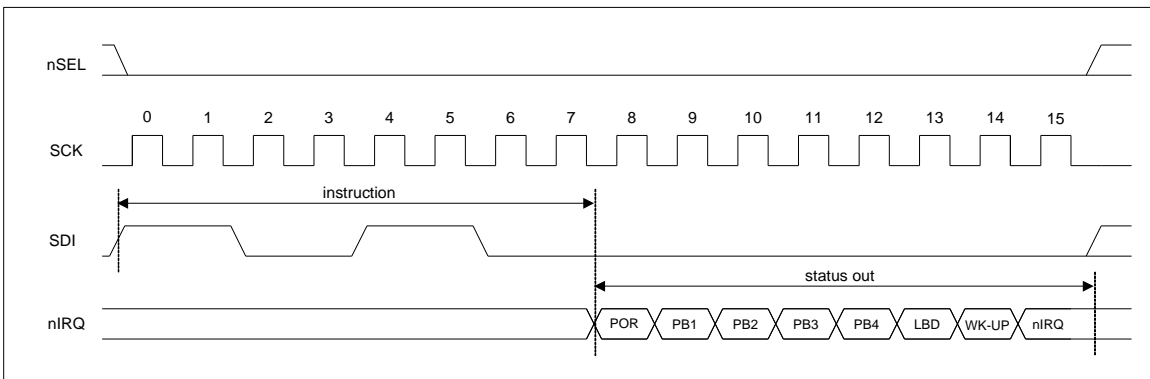 nSEL
0 1 2 3 4 5 6 7 8 9 10 11 12 13 14 15
SCK
instruction
SDI
status out
nIRQ
POR PB1 PB2 PB3 PB4 LBD WK-UP nIRQ